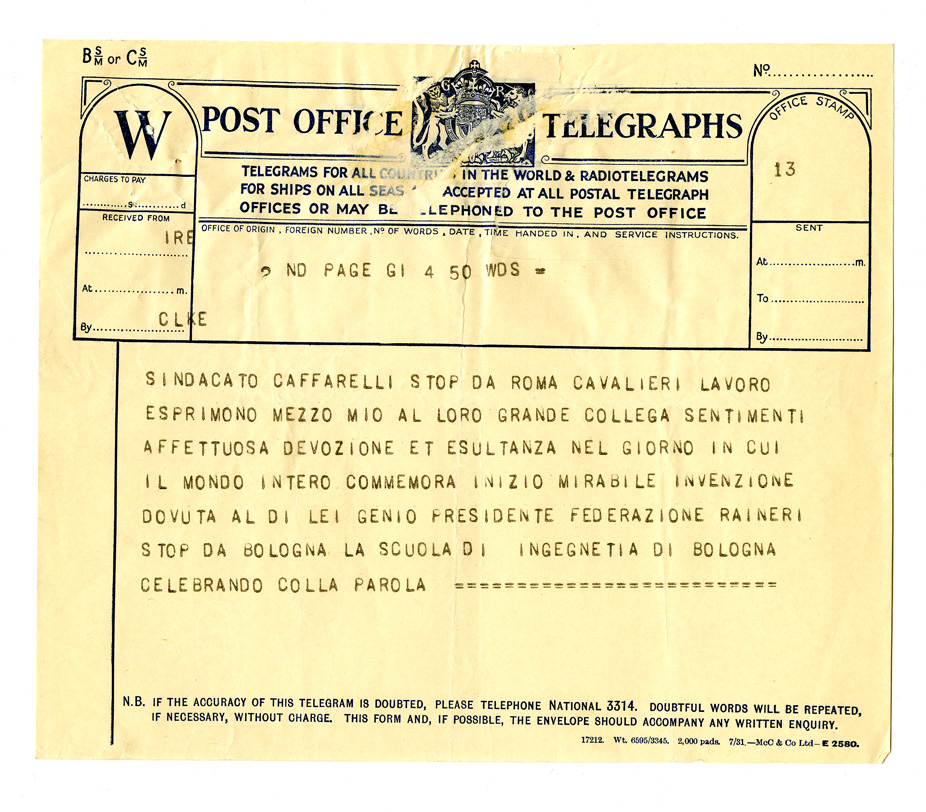 B S/M or C S/M
Nº
W
POST OFFICE TELEGRAPHS
G R
OFFICE STAMP
TELEGRAMS FOR ALL COUNTRIES IN THE WORLD & RADIOTELEGRAMS
FOR SHIPS ON ALL SEAS ACCEPTED AT ALL POSTAL TELEGRAPH
OFFICES OR MAY BE TELEPHONED TO THE POST OFFICE
13
CHARGES TO PAY
s d
RECEIVED FROM
IRE
At m.
By CLKE
OFFICE OF ORIGIN, FOREIGN NUMBER, Nº OF WORDS, DATE, TIME HANDED IN, AND SERVICE INSTRUCTIONS.
2 ND PAGE GI 4 50 WDS =
SENT
At m.
To
By
SINDACATO CAFFARELLI STOP DA ROMA CAVALIERI LAVORO
ESPRIMONO MEZZO MIO AL LORO GRANDE COLLEGA SENTIMENTI
AFFETTUOSA DEVOZIONE ET ESULTANZA NEL GIORNO IN CUI
IL MONDO INTERO COMMEMORA INIZIO MIRABILE INVENZIONE
DOVUTA AL DI LEI GENIO PRESIDENTE FEDERAZIONE RAINERI
STOP DA BOLOGNA LA SCUOLA DI INGEGNETIA DI BOLOGNA
CELEBRANDO COLLA PAROLA ==========================
N.B. IF THE ACCURACY OF THIS TELEGRAM IS DOUBTED, PLEASE TELEPHONE NATIONAL 3314. DOUBTFUL WORDS WILL BE REPEATED,
IF NECESSARY, WITHOUT CHARGE. THIS FORM AND, IF POSSIBLE, THE ENVELOPE SHOULD ACCOMPANY ANY WRITTEN ENQUIRY.
17212. Wt. 6595/3345. 2,000 pads. 7/31.—McC & Co Ltd—E 2580.